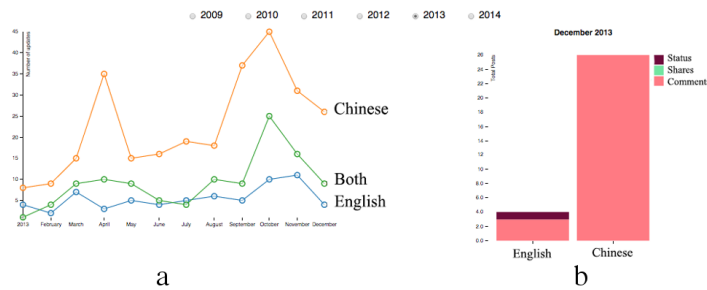 2009 2010 2011 2012 2013 2014
Number of updates
45
40
35
30
25
20
15
10
5
Chinese
Both
English
2013 February March April May June July August September October November December
a
December 2013
Total Posts
26
24
22
20
18
16
14
12
10
8.0
6.0
4.0
2.0
0.0
Status
Shares
Comment
English Chinese
b